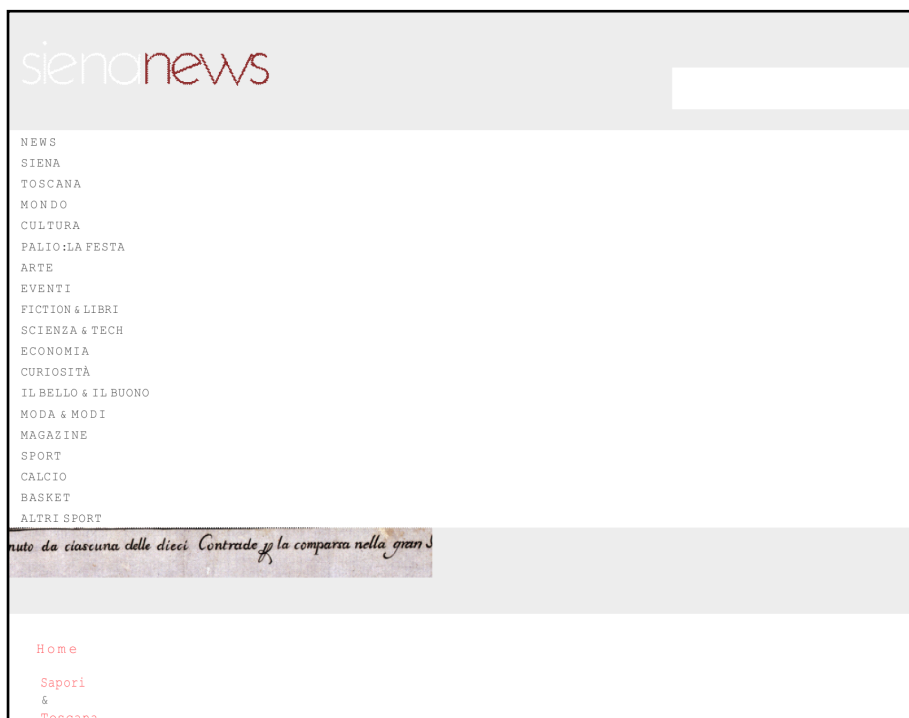 sienanews
NEWS
SIENA
TOSCANA
MONDO
CULTURA
PALIO:LA FESTA
ARTE
EVENTI
FICTION & LIBRI
SCIENZA & TECH
ECONOMIA
CURIOSITÀ
IL BELLO & IL BUONO
MODA & MODI
MAGAZINE
SPORT
CALCIO
BASKET
ALTRI SPORT
nuto da ciascuna delle dieci Contrade la comparsa nella gran
Home
Sapori
&
Toscana